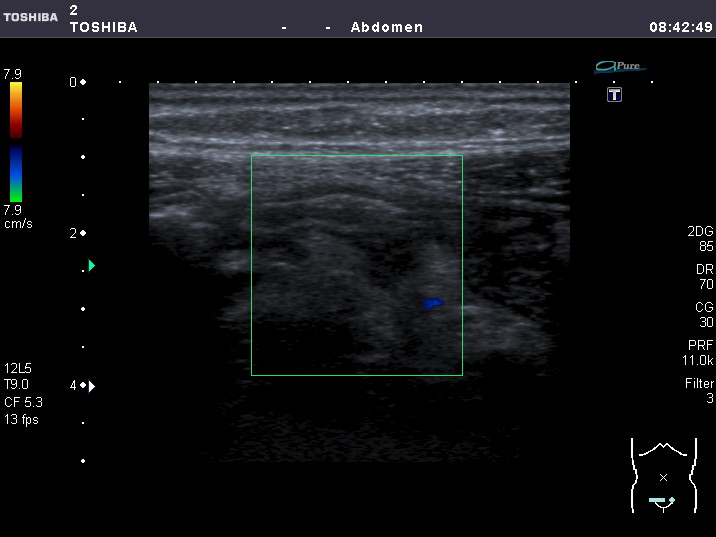 TOSHIBA
2
TOSHIBA - - Abdomen 08:42:49
7.9
7.9
cm/s
0
2
4
Pure
T
2DG
85
DR
70
CG
30
PRF
11.0k
Filter
3
12L5
T9.0
CF 5.3
13 fps